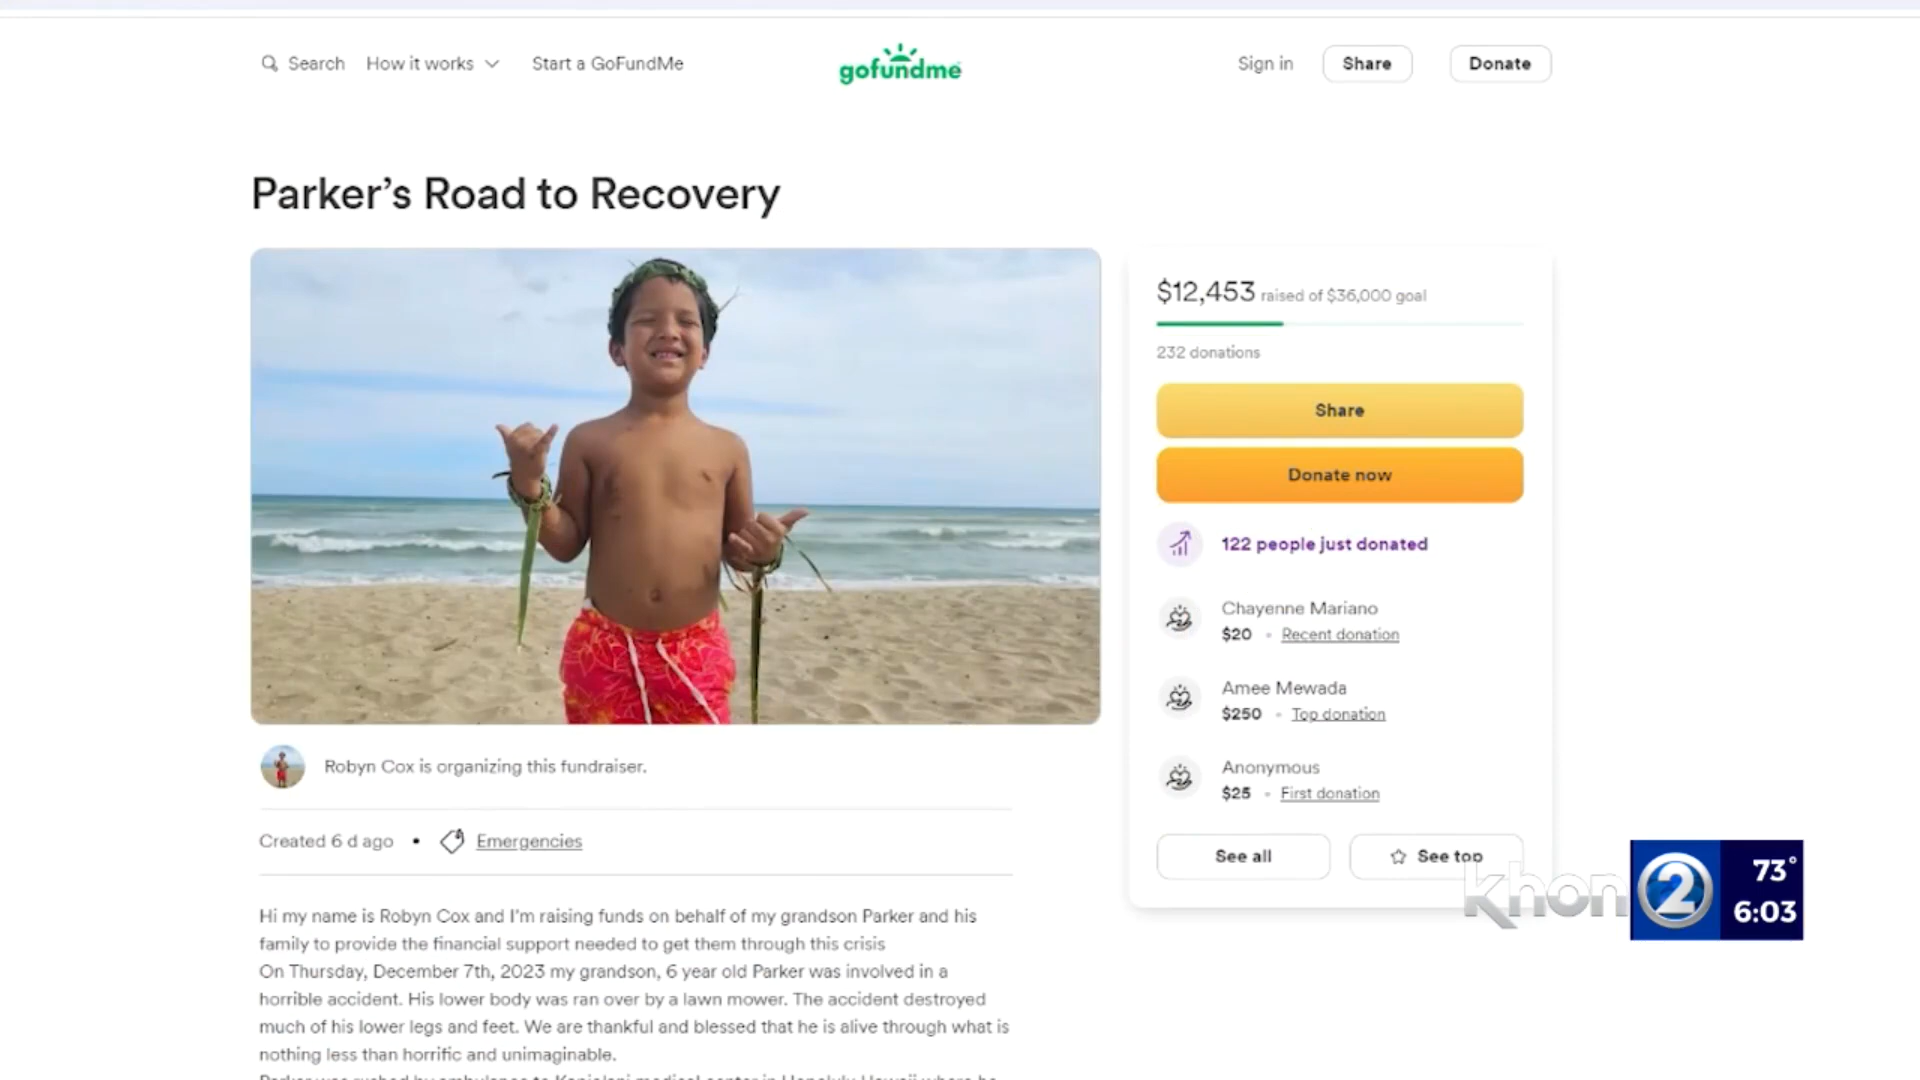 Search How it works Start a GoFundMe gofundme Sign in Share Donate
Parker's Road to Recovery
$12,453 raised of $36,000 goal
232 donations
Share
Donate now
122 people just donated
Chayenne Mariano
$20 • Recent donation
Amee Mewada
$250 • Top donation
Anonymous
$25 • First donation
See all See top
Robyn Cox is organizing this fundraiser.
Created 6 d ago • Emergencies
Hi my name is Robyn Cox and I'm raising funds on behalf of my grandson Parker and his
family to provide the financial support needed to get them through this crisis
On Thursday, December 7th, 2023 my grandson, 6 year old Parker was involved in a
horrible accident. His lower body was ran over by a lawn mower. The accident destroyed
much of his lower legs and feet. We are thankful and blessed that he is alive through what is
nothing less than horrific and unimaginable.
khon 2 73°
6:03